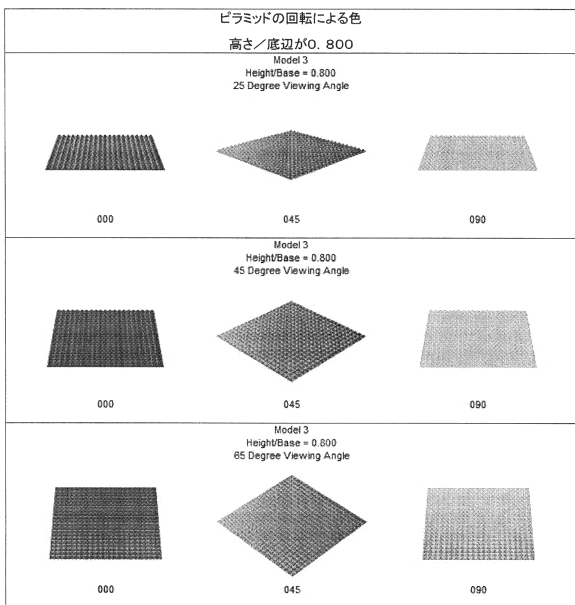 ピラミッドの回転による色
高さ／底辺が0. 800
Model 3
Height/Base = 0.800
25 Degree Viewing Angle
000
045
090
Model 3
Height/Base = 0.800
45 Degree Viewing Angle
000
045
090
Model 3
Height/Base = 0.800
65 Degree Viewing Angle
000
045
090